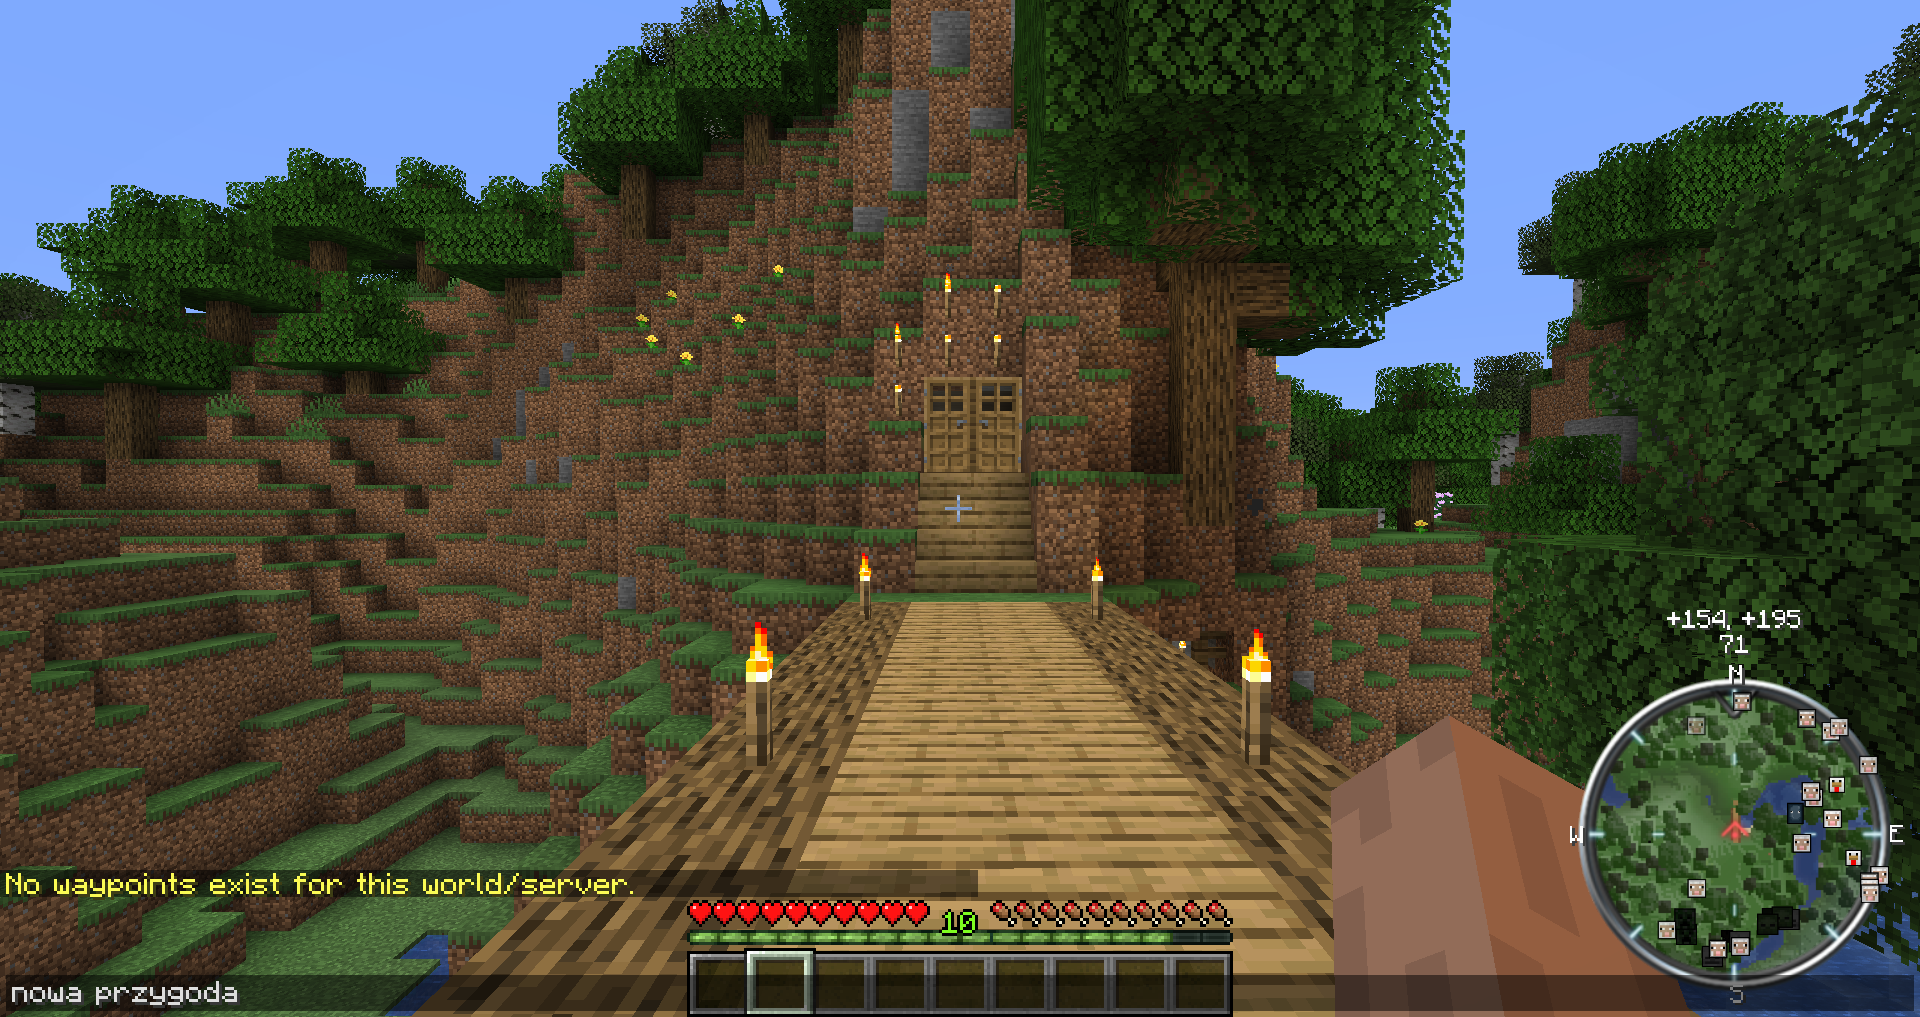 +154, +195
71
N
W
E
No waypoints exist for this world/server.
10
nowa przygoda
S